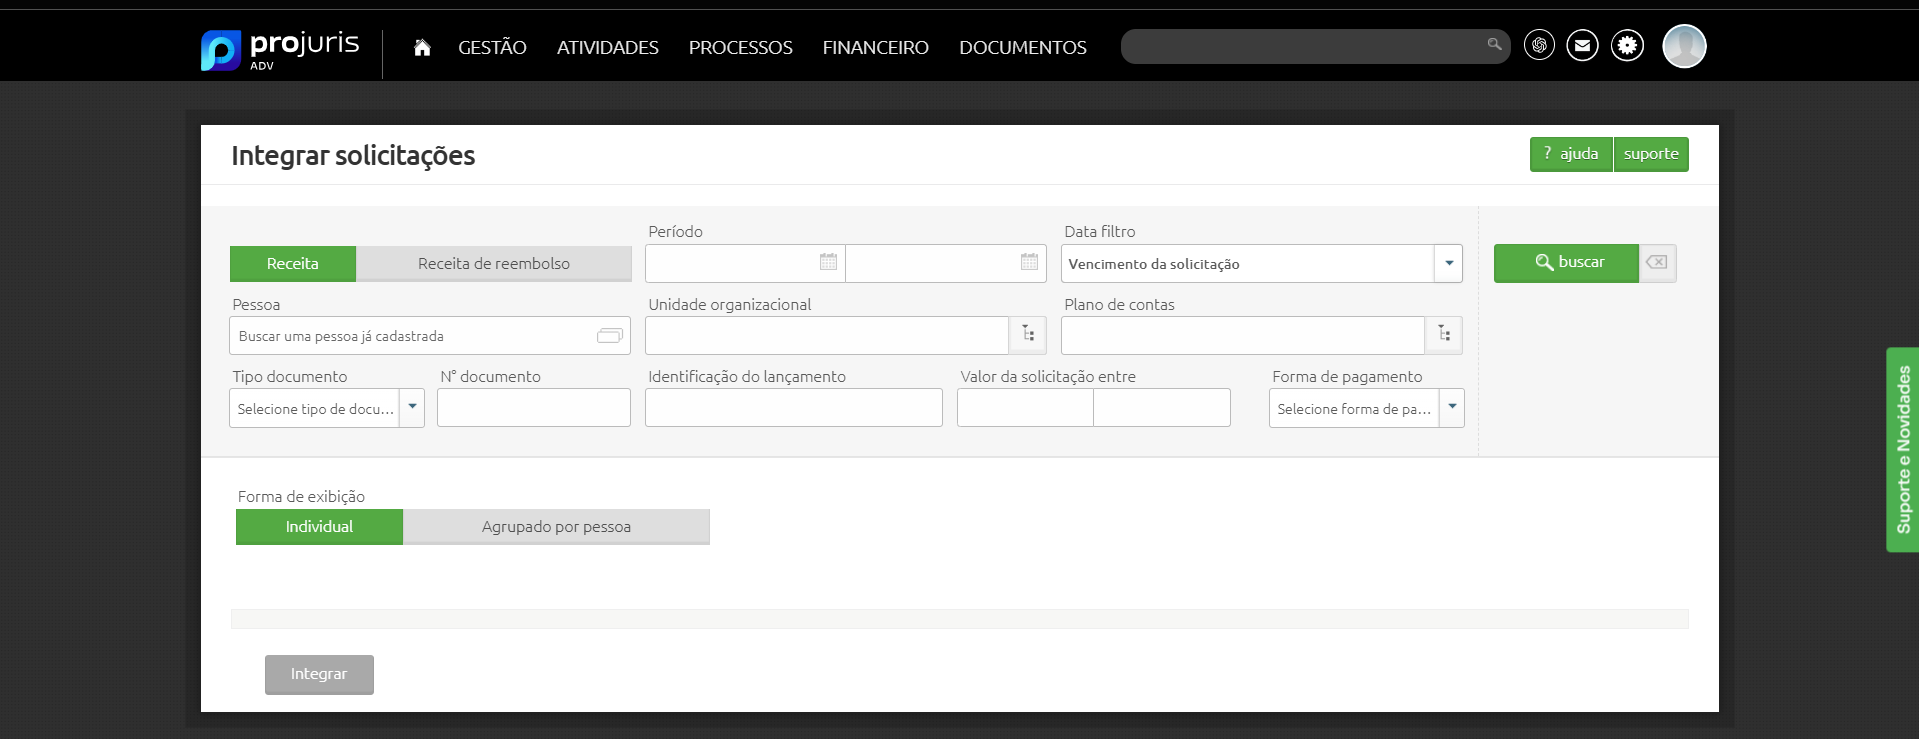 projuris
ADV
GESTÃO
ATIVIDADES
PROCESSOS
FINANCEIRO
DOCUMENTOS
Integrar solicitações
? ajuda
suporte
Receita
Receita de reembolso
Período
Data filtro
Vencimento da solicitação
buscar
Pessoa
Buscar uma pessoa já cadastrada
Unidade organizacional
Plano de contas
Tipo documento
Selecione tipo de docu...
N° documento
Identificação do lançamento
Valor da solicitação entre
Forma de pagamento
Selecione forma de pa...
Suporte e Novidades
Forma de exibição
Individual
Agrupado por pessoa
Integrar